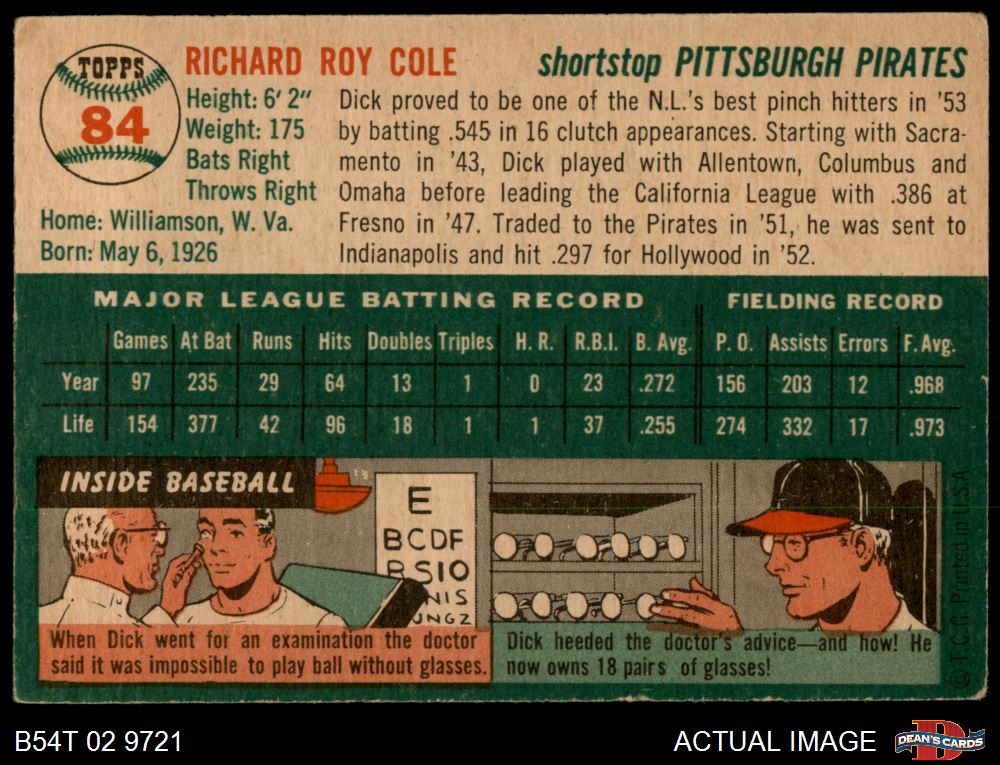 TOPPS
84
RICHARD ROY COLE
shortstop PITTSBURGH PIRATES
Height: 6' 2"
Weight: 175
Bats Right
Throws Right
Home: Williamson, W. Va.
Born: May 6, 1926
Dick proved to be one of the N.L.'s best pinch hitters in '53
by batting .545 in 16 clutch appearances. Starting with Sacra-
mento in '43, Dick played with Allentown, Columbus and
Omaha before leading the California League with .386 at
Fresno in '47. Traded to the Pirates in '51, he was sent to
Indianapolis and hit .297 for Hollywood in '52.
MAJOR LEAGUE BATTING RECORD FIELDING RECORD
Games At Bat Runs Hits Doubles Triples H. R. R.B.I. B. Avg. P. O. Assists Errors F. Avg.
Year 97 235 29 64 13 1 0 23 .272 156 203 12 .968
Life 154 377 42 96 18 1 1 37 .255 274 332 17 .973
INSIDE BASEBALL
E
BCDF
BSIO
NIS
UNGZ
When Dick went for an examination the doctor
said it was impossible to play ball without glasses.
Dick heeded the doctor's advice—and how! He
now owns 18 pairs of glasses!
© T.C.G. Printed in U.S.A.
B54T 02 9721
ACTUAL IMAGE
DEAN'S CARDS